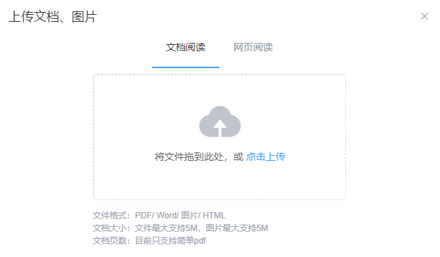 上传文档、图片
文档阅读 网页阅读
将文件拖到此处，或 点击上传
文件格式：PDF/ Word/ 图片/ HTML
文档大小：文件最大支持5M，图片最大支持5M
文档页数：目前只支持简单pdf